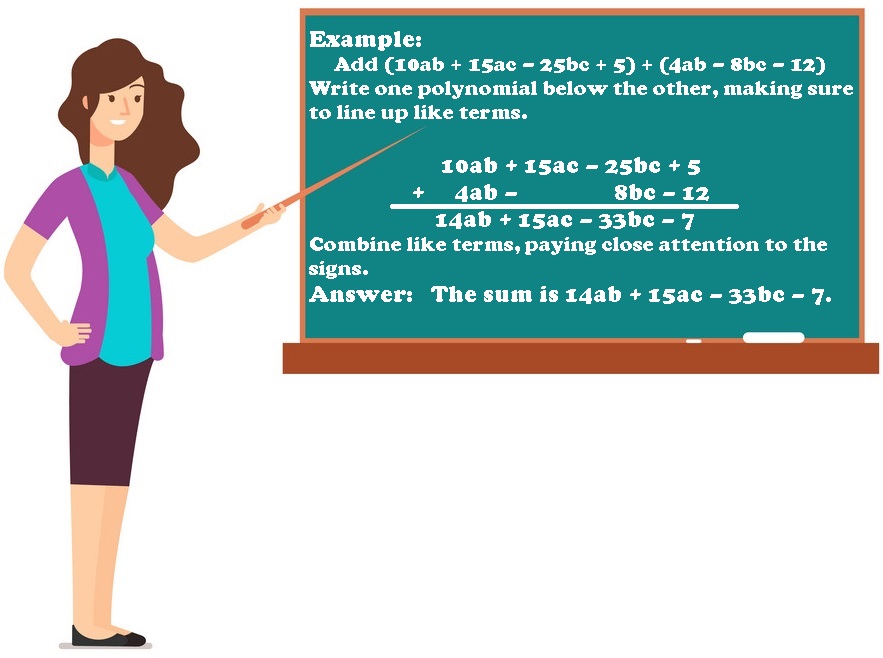 Example:
Add (10ab + 15ac – 25bc + 5) + (4ab – 8bc – 12)
Write one polynomial below the other, making sure
to line up like terms.
10ab + 15ac – 25bc + 5
+ 4ab – 8bc – 12
14ab + 15ac – 33bc – 7
Combine like terms, paying close attention to the
signs.
Answer: The sum is 14ab + 15ac – 33bc – 7.